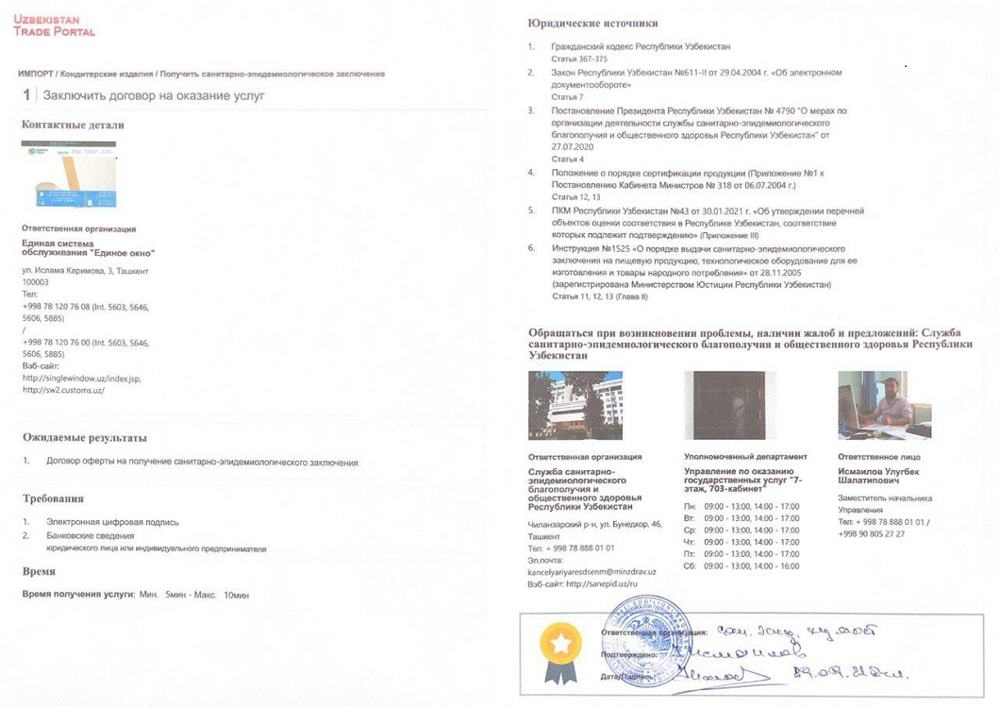 UZBEKISTAN
TRADE PORTAL
ИМПОРТ / Кондитерские изделия / Получить санитарно-эпидемиологическое заключение
1 Заключить договор на оказание услуг
Контактные детали
Ответственная организация
Единая система
обслуживания "Единое окно"
ул. Ислама Каримова, 3, Ташкент
100003
Тел:
+998 78 120 76 08 (Int. 5603, 5646,
5606, 5885)
/
+998 78 120 76 00 (Int. 5603, 5646,
5606, 5885)
Вэб-сайт:
http://singlewindow.uz/index.jsp,
http://sw2.customs.uz/
Ожидаемые результаты
1. Договор оферты на получение санитарно-эпидемиологического заключения
Требования
1. Электронная цифровая подпись
2. Банковские сведения
юридического лица или индивидуального предпринимателя
Время
Время получения услуги: Мин. 5мин - Макс. 10мин
Юридические источники
1. Гражданский кодекс Республики Узбекистан
Статья 367-375
2. Закон Республики Узбекистан №611-II от 29.04.2004 г. «Об электронном
документообороте»
Статья 7
3. Постановление Президента Республики Узбекистан № 4790 "О мерах по
организации деятельности службы санитарно-эпидемиологического
благополучия и общественного здоровья Республики Узбекистан" от
27.07.2020
Статья 4
4. Положение о порядке сертификации продукции (Приложение №1 к
Постановлению Кабинета Министров № 318 от 06.07.2004 г.)
Статья 12, 13
5. ПКМ Республики Узбекистан №43 от 30.01.2021 г. «Об утверждении перечней
объектов оценки соответствия в Республике Узбекистан, соответствие
которых подлежит подтверждению» (Приложение III)
6. Инструкция №1525 «О порядке выдачи санитарно-эпидемиологического
заключения на пищевую продукцию, технологическое оборудование для ее
изготовления и товары народного потребления» от 28.11.2005
(зарегистрирована Министерством Юстиции Республики Узбекистан)
Статья 11, 12, 13 (Глава II)
Обращаться при возникновении проблемы, наличии жалоб и предложений: Служба
санитарно-эпидемиологического благополучия и общественного здоровья Республики
Узбекистан
Ответственная организация
Служба санитарно-
эпидемиологического
благополучия и
общественного здоровья
Республики Узбекистан
Чиланзарский р-н, ул. Бунедкор, 46,
Ташкент
Тел: + 998 78 888 01 01
Эл.почта:
kancelyariyaresdsenm@minzdrav.uz
Вэб-сайт: http://sanepid.uz/ru
Уполномоченный департамент
Управление по оказанию
государственных услуг "7-
этаж, 703-кабинет"
Пн: 09:00 - 13:00, 14:00 - 17:00
Вт: 09:00 - 13:00, 14:00 - 17:00
Ср: 09:00 - 13:00, 14:00 - 17:00
Чт: 09:00 - 13:00, 14:00 - 17:00
Пт: 09:00 - 13:00, 14:00 - 17:00
Сб: 09:00 - 13:00, 14:00 - 16:00
Ответственное лицо
Исмаилов Улугбек
Шалатипович
Заместитель начальника
Управления
Тел: + 998 78 888 01 01 /
+998 90 805 27 27
Ответственная организация:
Подтверждено: Исмаилов
Дата/Подпись: